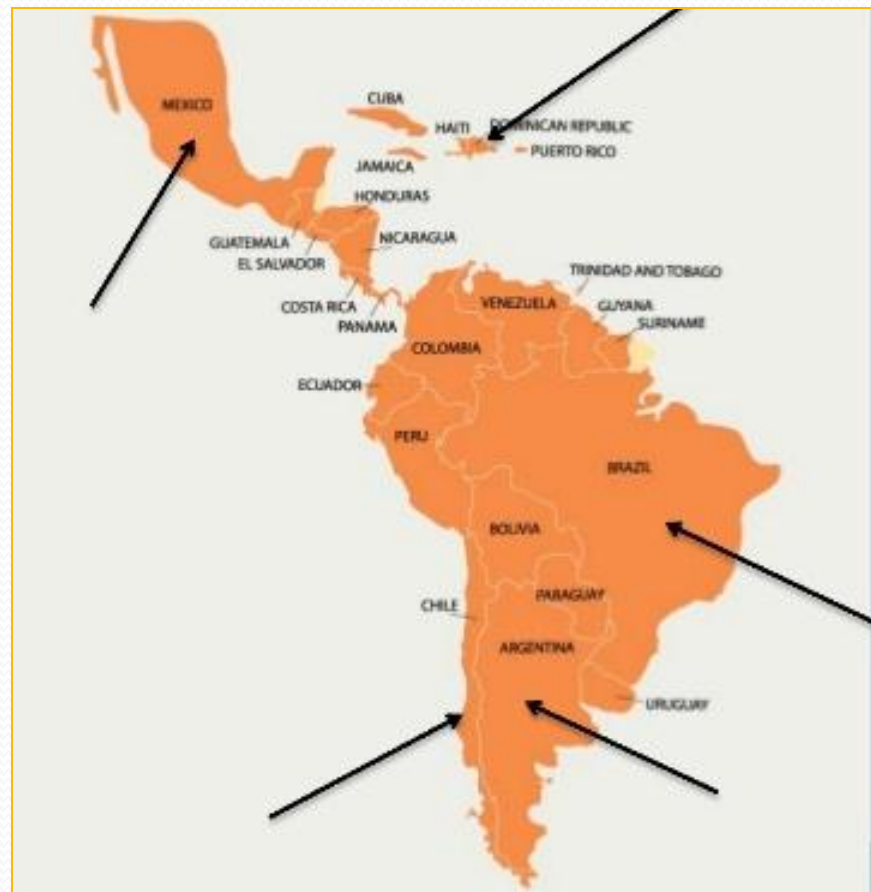 MEXICO
CUBA
HAITI
DOMINICAN REPUBLIC
PUERTO RICO
JAMAICA
HONDURAS
GUATEMALA
NICARAGUA
EL SALVADOR
COSTA RICA
PANAMA
TRINIDAD AND TOBAGO
VENEZUELA
GUYANA
SURINAME
COLOMBIA
ECUADOR
PERU
BRAZIL
BOLIVIA
CHILE
PARAGUAY
ARGENTINA
URUGUAY